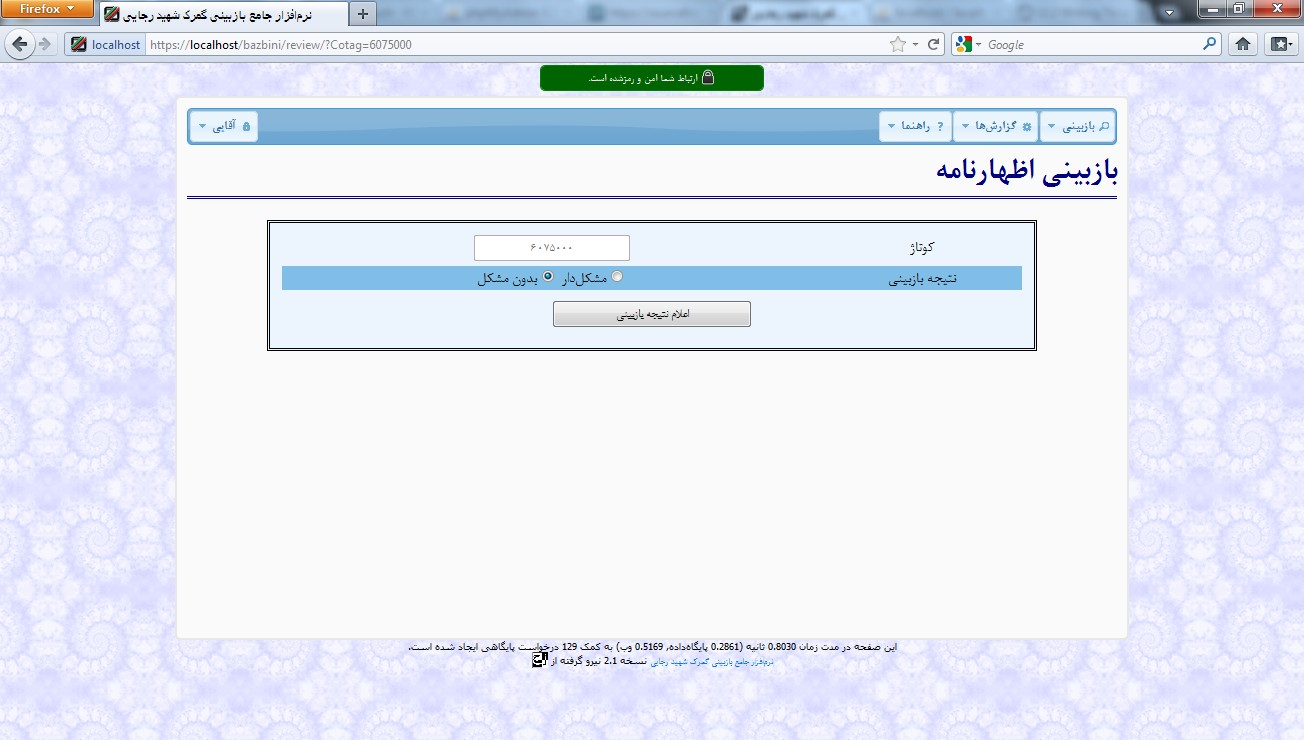 Firefox
نرم‌افزار جامع بازبینی گمرک شهید رجایی
localhost https://localhost/bazbini/review/?Cotag=6075000
Google
ارتباط شما امن و رمزشده است.
بازبینی گزارش‌ها راهنما ? آقایی
بازبینی اظهارنامه
کوتاژ ۶۰۷۵۰۰۰
نتیجه بازبینی مشکل‌دار بدون مشکل
اعلام نتیجه بازبینی
این صفحه در مدت زمان 0.8030 ثانیه (0.2861 پایگاه‌داده, 0.5169 وب) به کمک 129 درخواست پایگاهی ایجاد شده است.
نرم‌افزار جامع بازبینی گمرک شهید رجایی نسخه 2.1 نیرو گرفته از